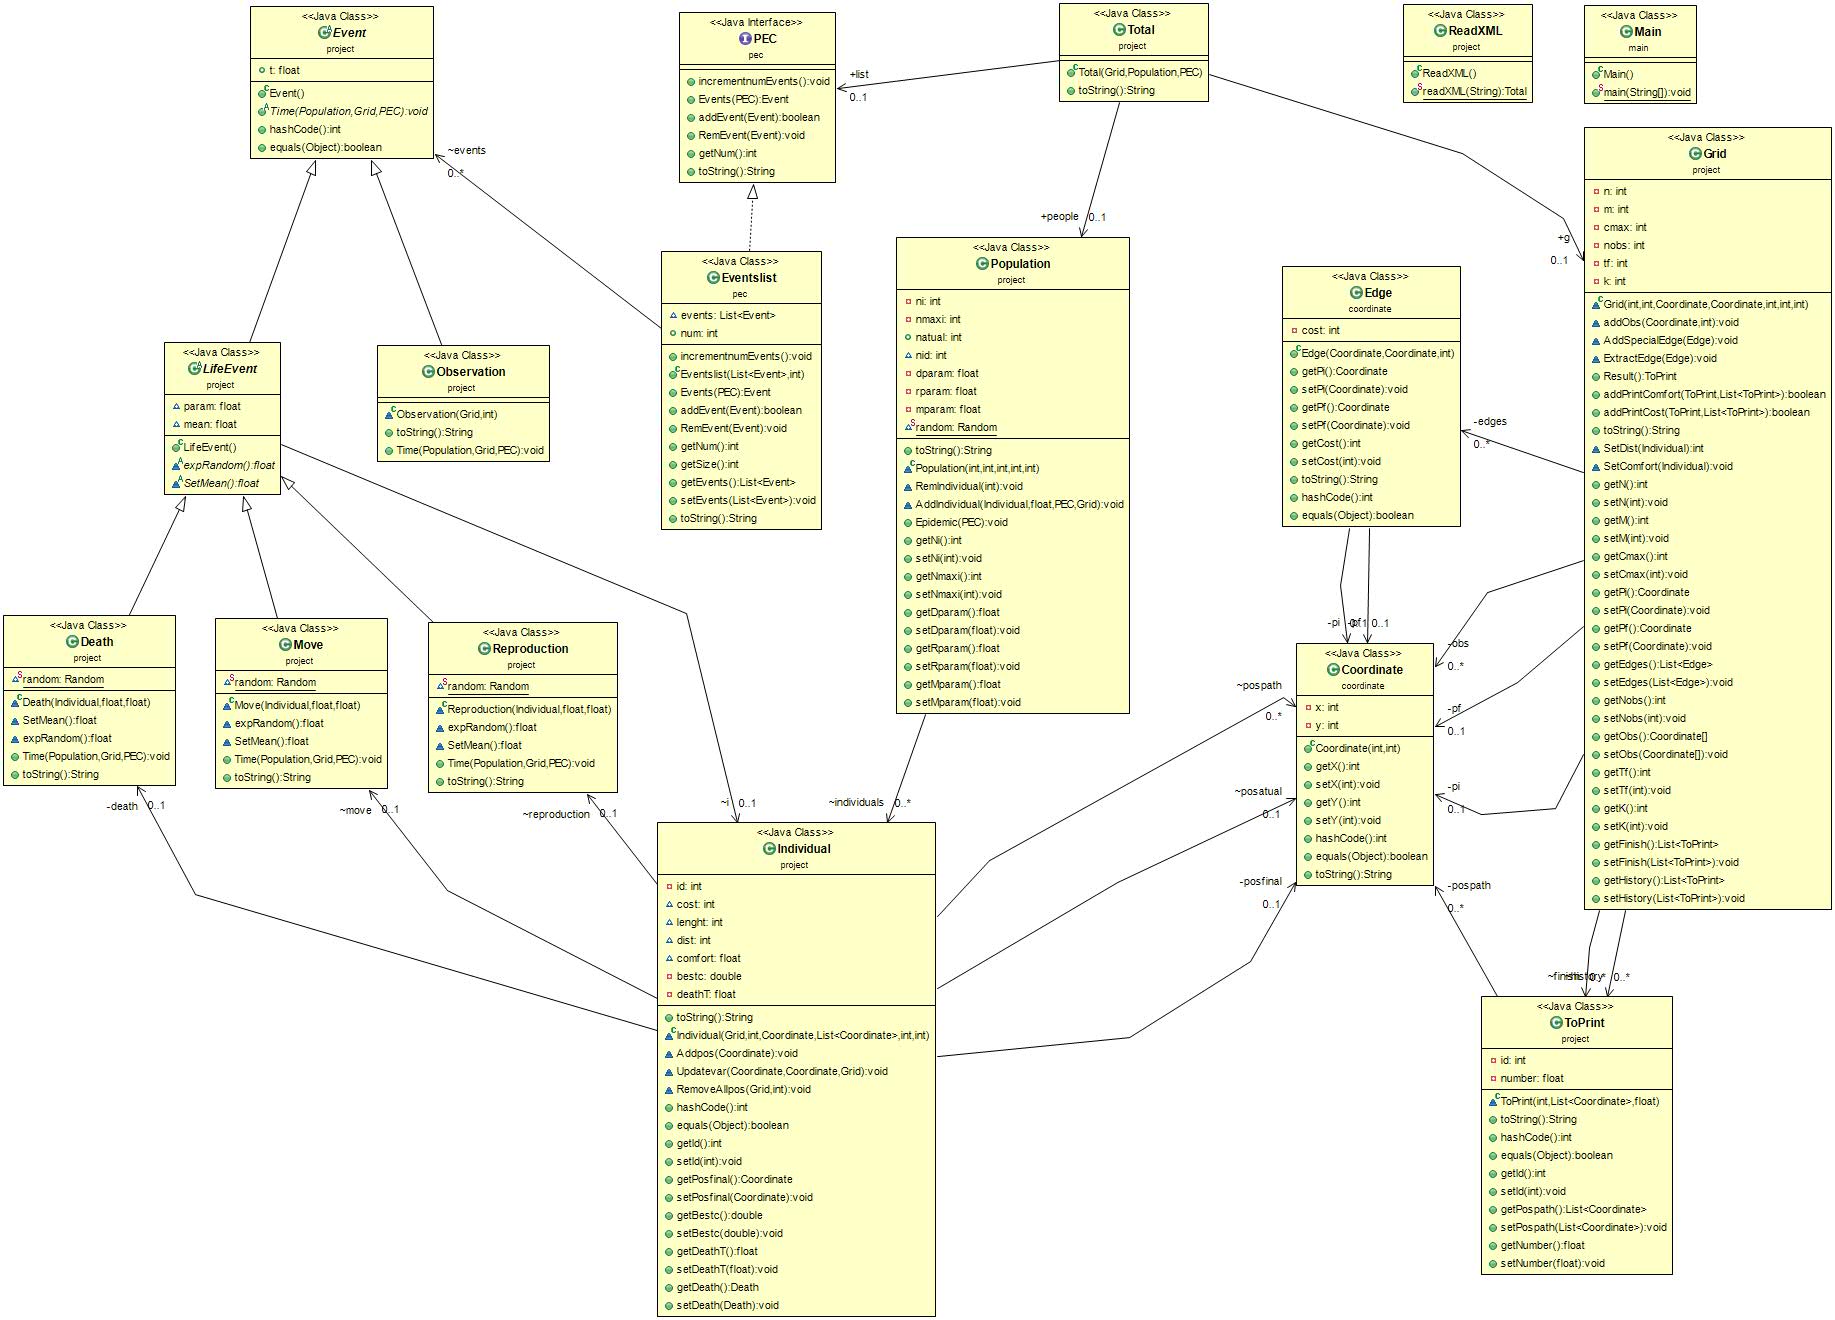 <<Java Class>>
Event
project
t: float
Event()
Time(Population,Grid,PEC):void
hashCode():int
equals(Object):boolean
~events
0..*
<<Java Interface>>
PEC
pec
incrementnumEvents():void
Events(PEC):Event
addEvent(Event):boolean
RemEvent(Event):void
getNum():int
toString():String
+list
0..1
<<Java Class>>
Total
project
Total(Grid,Population,PEC)
toString():String
+people 0..1
+g
0..1
<<Java Class>>
ReadXML
project
ReadXML()
readXML(String):Total
<<Java Class>>
Main
main
Main()
main(String[]):void
<<Java Class>>
Grid
project
n: int
m: int
cmax: int
nobs: int
tf: int
k: int
Grid(int,int,Coordinate,Coordinate,int,int,int)
addObs(Coordinate,int):void
AddSpecialEdge(Edge):void
ExtractEdge(Edge):void
Result():ToPrint
addPrintComfort(ToPrint,List<ToPrint>):boolean
addPrintCost(ToPrint,List<ToPrint>):boolean
toString():String
SetDist(Individual):int
SetComfort(Individual):void
getN():int
setN(int):void
getM():int
setM(int):void
getCmax():int
setCmax(int):void
getPi():Coordinate
setPi(Coordinate):void
getPf():Coordinate
setPf(Coordinate):void
getEdges():List<Edge>
setEdges(List<Edge>):void
getNobs():int
setNobs(int):void
getObs():Coordinate[]
setObs(Coordinate[]):void
getTf():int
setTf(int):void
getK():int
setK(int):void
getFinish():List<ToPrint>
setFinish(List<ToPrint>):void
getHistory():List<ToPrint>
setHistory(List<ToPrint>):void
<<Java Class>>
Eventslist
pec
events: List<Event>
num: int
incrementnumEvents():void
Eventslist(List<Event>,int)
Events(PEC):Event
addEvent(Event):boolean
RemEvent(Event):void
getNum():int
getSize():int
getEvents():List<Event>
setEvents(List<Event>):void
toString():String
<<Java Class>>
Population
project
ni: int
nmaxi: int
natual: int
nid: int
dparam: float
rparam: float
mparam: float
random: Random
toString():String
Population(int,int,int,int,int)
RemIndividual(int):void
AddIndividual(Individual,float,PEC,Grid):void
Epidemic(PEC):void
getNi():int
setNi(int):void
getNmaxi():int
setNmaxi(int):void
getDparam():float
setDparam(float):void
getRparam():float
setRparam(float):void
getMparam():float
setMparam(float):void
<<Java Class>>
Edge
coordinate
cost: int
Edge(Coordinate,Coordinate,int)
getPi():Coordinate
setPi(Coordinate):void
getPf():Coordinate
setPf(Coordinate):void
getCost():int
setCost(int):void
toString():String
hashCode():int
equals(Object):boolean
-edges
0..*
<<Java Class>>
LifeEvent
project
param: float
mean: float
LifeEvent()
expRandom():float
SetMean():float
<<Java Class>>
Observation
project
Observation(Grid,int)
toString():String
Time(Population,Grid,PEC):void
<<Java Class>>
Death
project
random: Random
Death(Individual,float,float)
SetMean():float
expRandom():float
Time(Population,Grid,PEC):void
toString():String
-death 0..1
<<Java Class>>
Move
project
random: Random
Move(Individual,float,float)
expRandom():float
SetMean():float
Time(Population,Grid,PEC):void
toString():String
~move 0..1
<<Java Class>>
Reproduction
project
random: Random
Reproduction(Individual,float,float)
expRandom():float
SetMean():float
Time(Population,Grid,PEC):void
toString():String
~reproduction 0..1
~i 0..1
~individuals 0..*
-pi 0..1
<<Java Class>>
Coordinate
coordinate
x: int
y: int
Coordinate(int,int)
getX():int
setX(int):void
getY():int
setY(int):void
hashCode():int
equals(Object):boolean
toString():String
-obs
0..*
-pf
0..1
-pi
0..1
-pospath
0..*
~pospath
0..*
~posatual
0..1
-posfinal
0..1
<<Java Class>>
Individual
project
id: int
cost: int
lenght: int
dist: int
comfort: float
bestc: double
deathT: float
toString():String
Individual(Grid,int,Coordinate,List<Coordinate>,int,int)
Addpos(Coordinate):void
Updatevar(Coordinate,Coordinate,Grid):void
RemoveAllpos(Grid,int):void
hashCode():int
equals(Object):boolean
getId():int
setId(int):void
getPosfinal():Coordinate
setPosfinal(Coordinate):void
getBestc():double
setBestc(double):void
getDeathT():float
setDeathT(float):void
getDeath():Death
setDeath(Death):void
0..*
<<Java Class>>
ToPrint
project
id: int
number: float
ToPrint(int,List<Coordinate>,float)
toString():String
hashCode():int
equals(Object):boolean
getId():int
setId(int):void
getPospath():List<Coordinate>
setPospath(List<Coordinate>):void
getNumber():float
setNumber(float):void